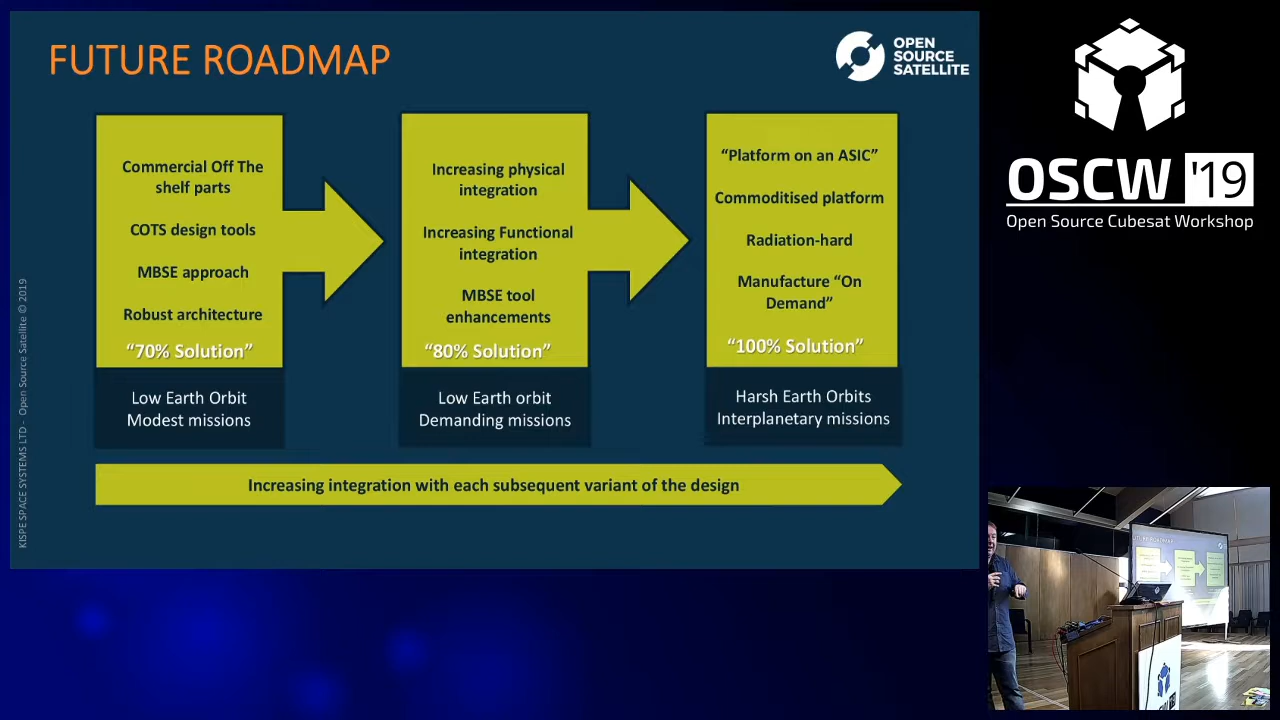 FUTURE ROADMAP
OPEN
SOURCE
SATELLITE
Commercial Off The
shelf parts
COTS design tools
MBSE approach
Robust architecture
“70% Solution”
Low Earth Orbit
Modest missions
Increasing physical
integration
Increasing Functional
integration
MBSE tool
enhancements
“80% Solution”
Low Earth orbit
Demanding missions
“Platform on an ASIC”
Commoditised platform
Radiation-hard
Manufacture “On
Demand”
“100% Solution”
Harsh Earth Orbits
Interplanetary missions
Increasing integration with each subsequent variant of the design
KISPE SPACE SYSTEMS LTD - Open Source Satellite © 2019
OSCW '19
Open Source Cubesat Workshop